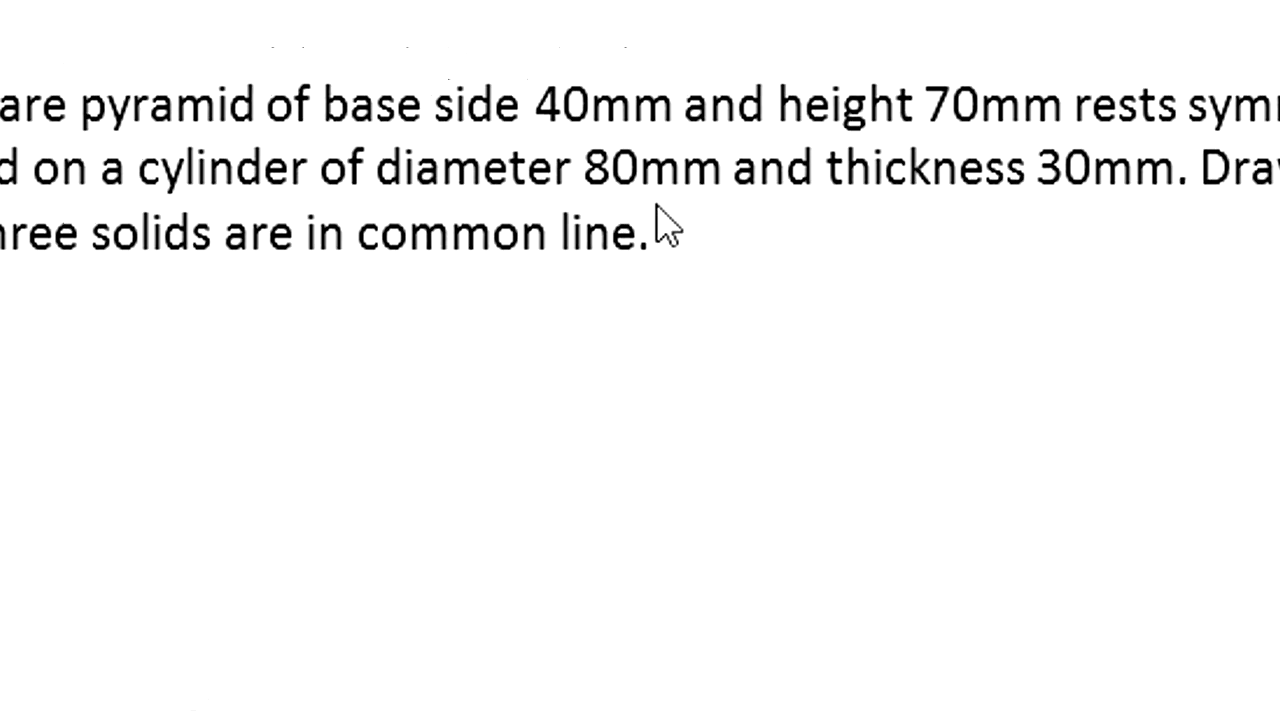 are pyramid of base side 40mm and height 70mm rests sym
on a cylinder of diameter 80mm and thickness 30mm. Dra
hree solids are in common line.